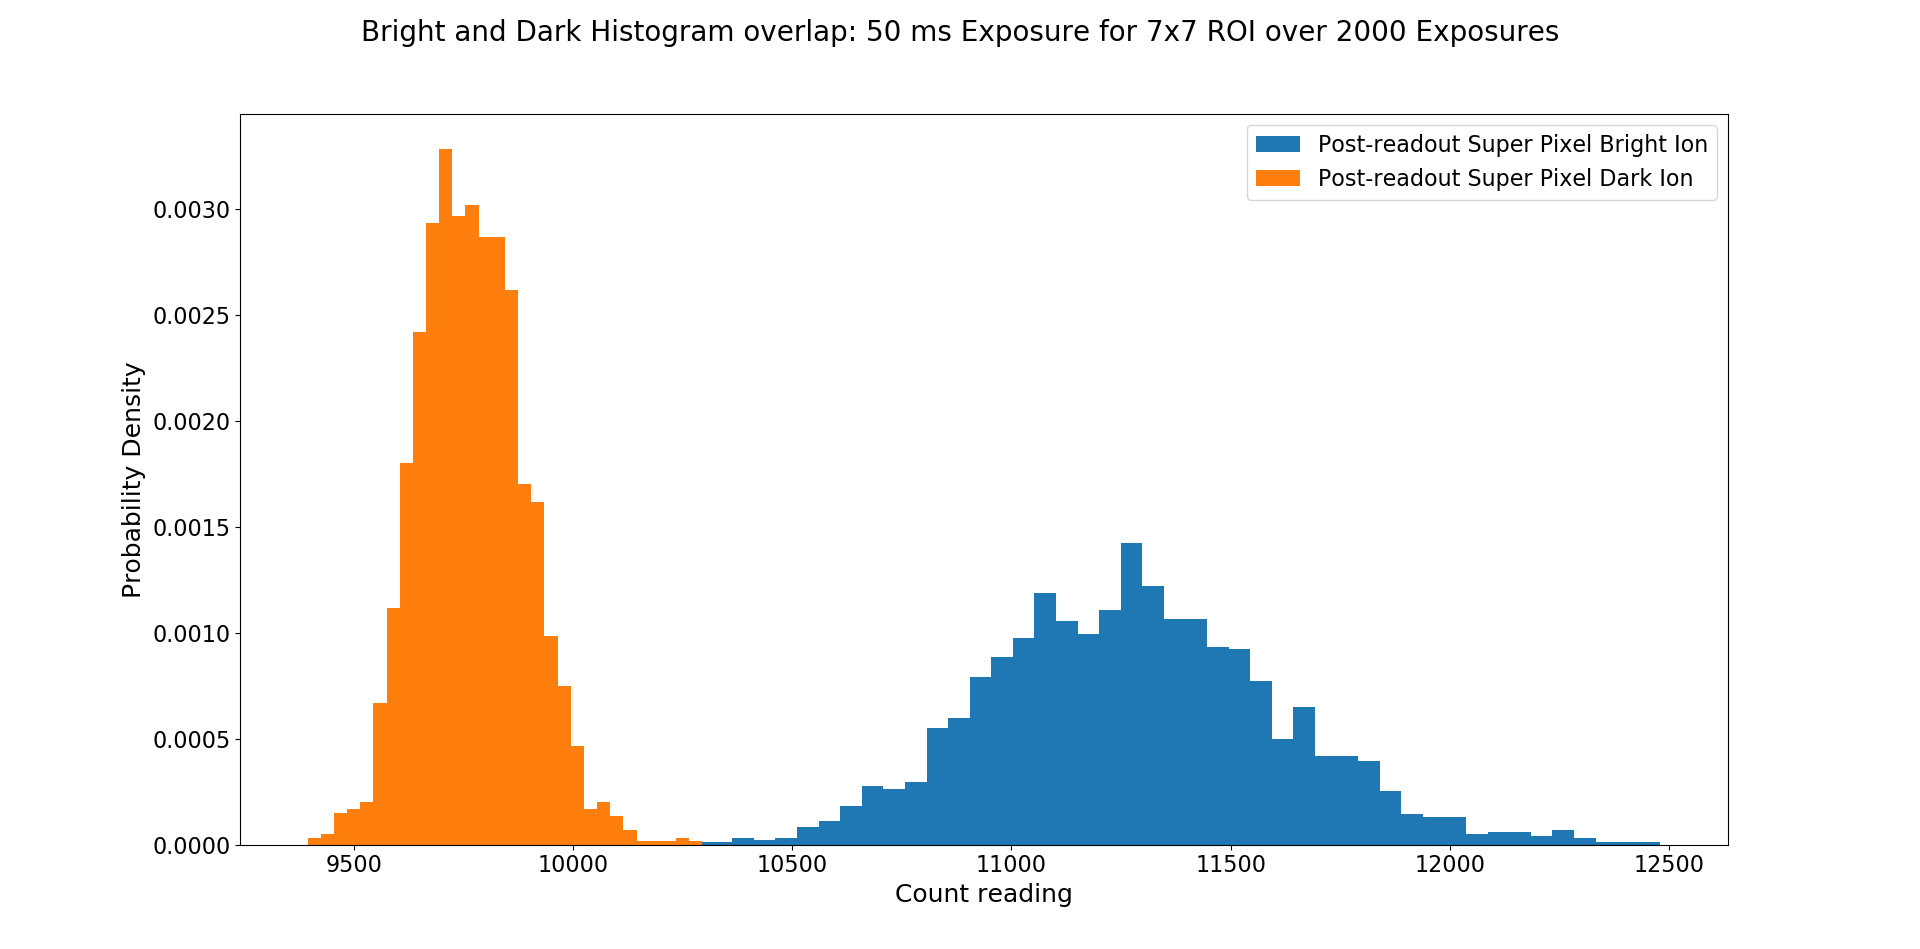 Bright and Dark Histogram overlap: 50 ms Exposure for 7x7 ROI over 2000 Exposures
Post-readout Super Pixel Bright Ion
Post-readout Super Pixel Dark Ion
Probability Density
0.0030
0.0025
0.0020
0.0015
0.0010
0.0005
0.0000
9500 10000 10500 11000 11500 12000 12500
Count reading